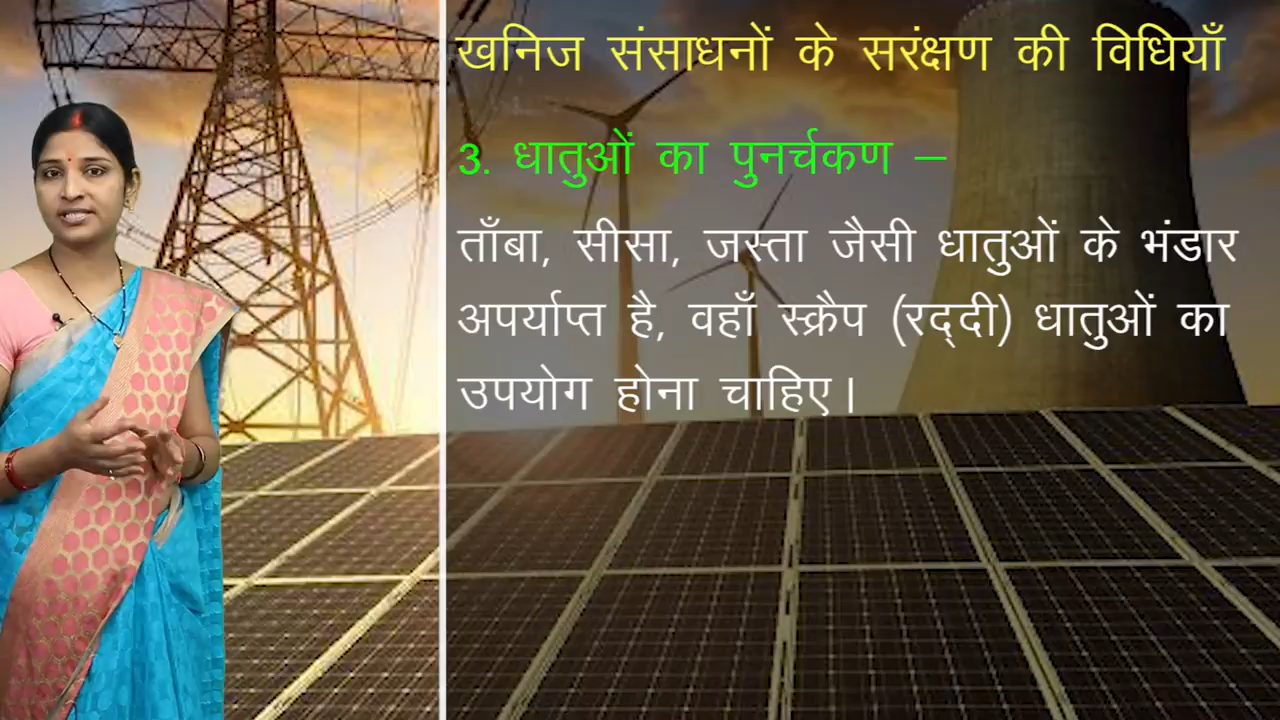 खनिज संसाधनों के सरंक्षण की विधियाँ
3. धातुओं का पुनर्चकण –
ताँबा, सीसा, जस्ता जैसी धातुओं के भंडार
अपर्याप्त है, वहाँ स्क्रैप (रद्‌दी) धातुओं का
उपयोग होना चाहिए।